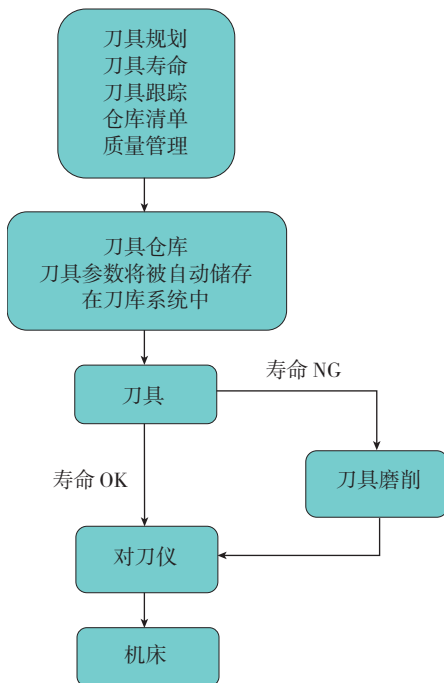 刀具规划
刀具寿命
刀具跟踪
仓库清单
质量管理
刀具仓库
刀具参数将被自动储存
在刀库系统中
刀具
寿命 NG
寿命 OK
刀具磨削
对刀仪
机床